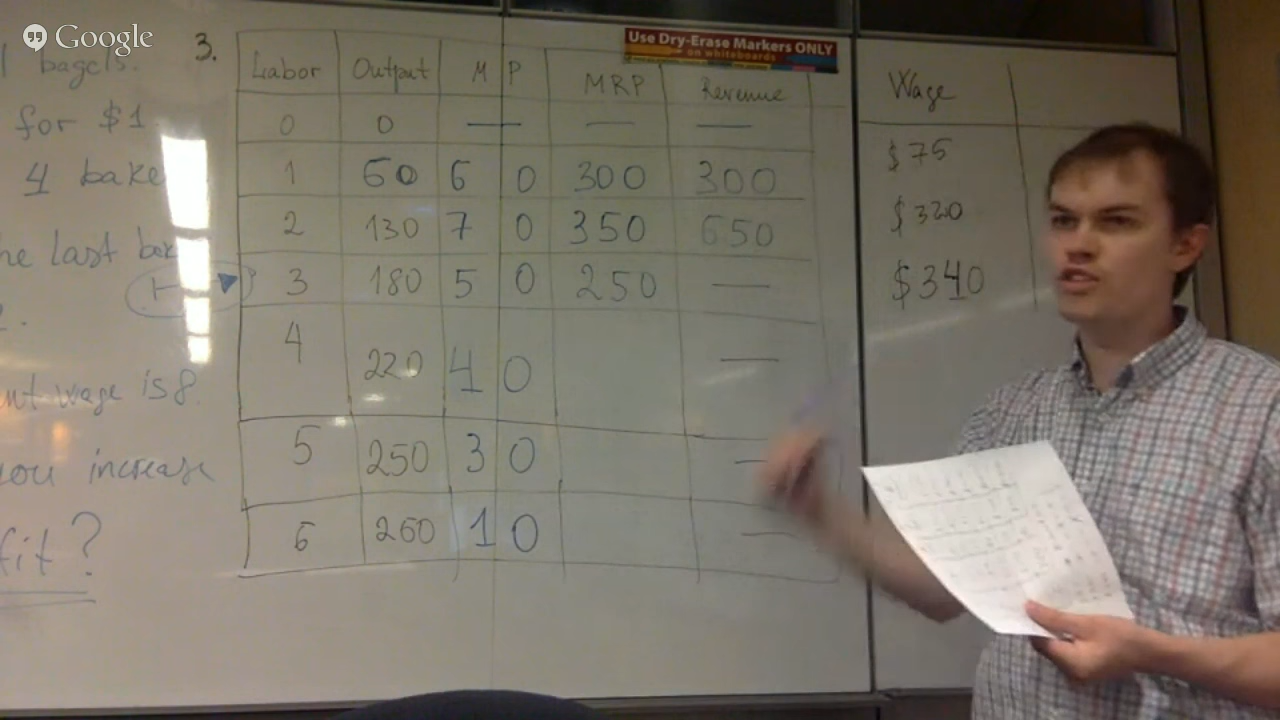 Google
bagels.
for $1
4 bake
he last
nt wage is 8.
you increase
fit?
3.
Use Dry-Erase Markers ONLY
on whiteboards
Labor Output M P MRP Revenue
0 0 — — —
1 60 6 0 300 300
2 130 7 0 350 650
3 180 5 0 250 —
4 220 4 0 —
5 250 3 0 —
6 260 1 0 —
Wage
$75
$320
$340